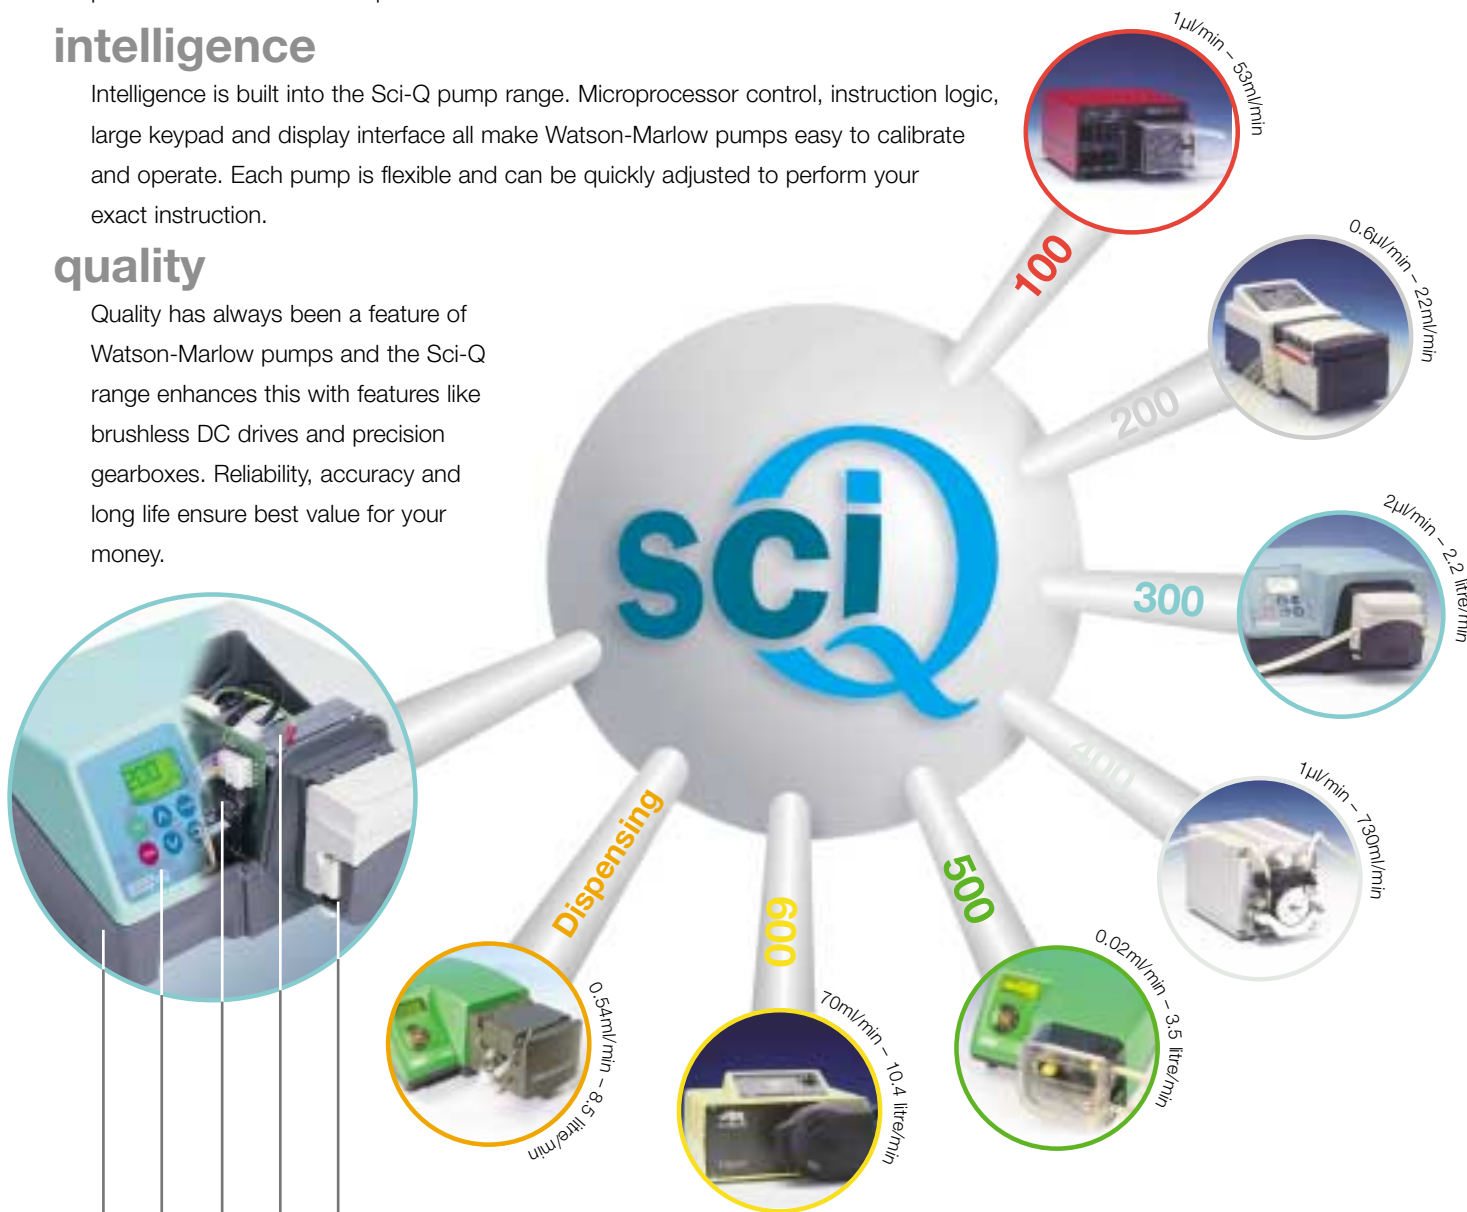 intelligence
Intelligence is built into the Sci-Q pump range. Microprocessor control, instruction logic,
large keypad and display interface all make Watson-Marlow pumps easy to calibrate
and operate. Each pump is flexible and can be quickly adjusted to perform your
exact instruction.
quality
Quality has always been a feature of
Watson-Marlow pumps and the Sci-Q
range enhances this with features like
brushless DC drives and precision
gearboxes. Reliability, accuracy and
long life ensure best value for your
money.
sciQ
100
1µl/min – 53ml/min
200
0.6µl/min – 22ml/min
300
2µl/min – 2.2 litre/min
400
1µl/min – 730ml/min
500
0.02ml/min – 3.5 litre/min
600
70ml/min – 10.4 litre/min
Dispensing
0.54ml/min – 8.5 litre/min